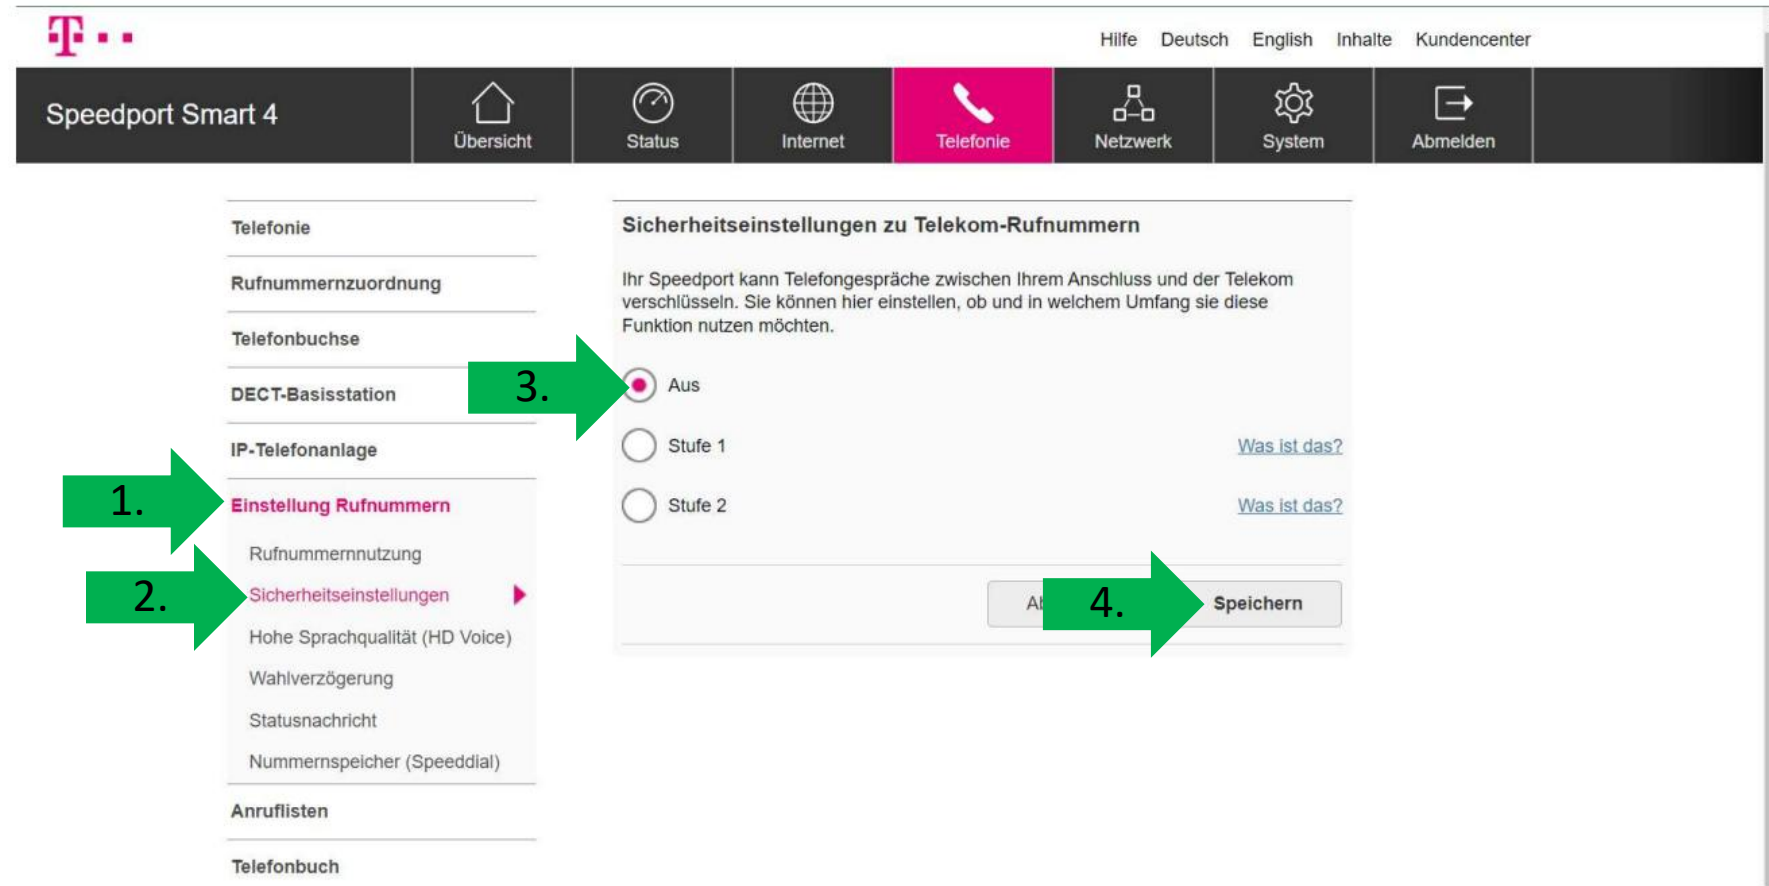 T
Hilfe Deutsch English Inhalte Kundencenter
Speedport Smart 4
Übersicht
Status
Internet
Telefonie
Netzwerk
System
Abmelden
Telefonie
Rufnummernzuordnung
Telefonbuchse
DECT-Basisstation
IP-Telefonanlage
1.
Einstellung Rufnummern
Rufnummernnutzung
2.
Sicherheitseinstellungen
Hohe Sprachqualität (HD Voice)
Wahlverzögerung
Statusnachricht
Nummernspeicher (Speeddial)
Anruflisten
Telefonbuch
Sicherheitseinstellungen zu Telekom-Rufnummern
Ihr Speedport kann Telefongespräche zwischen Ihrem Anschluss und der Telekom
verschlüsseln. Sie können hier einstellen, ob und in welchem Umfang sie diese
Funktion nutzen möchten.
3.
Aus
Stufe 1 Was ist das?
Stufe 2 Was ist das?
4.
Speichern